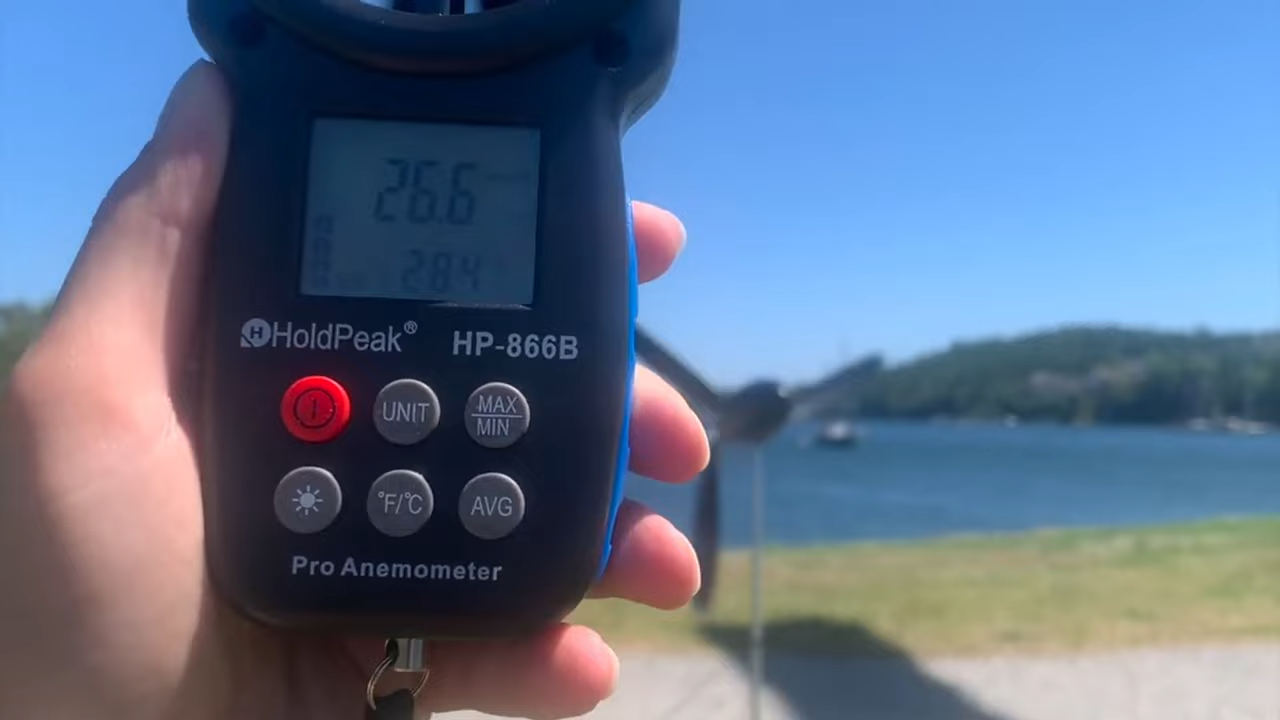 26.6
28.4
HoldPeak® HP-866B
UNIT MAX
MIN
°F/°C AVG
Pro Anemometer